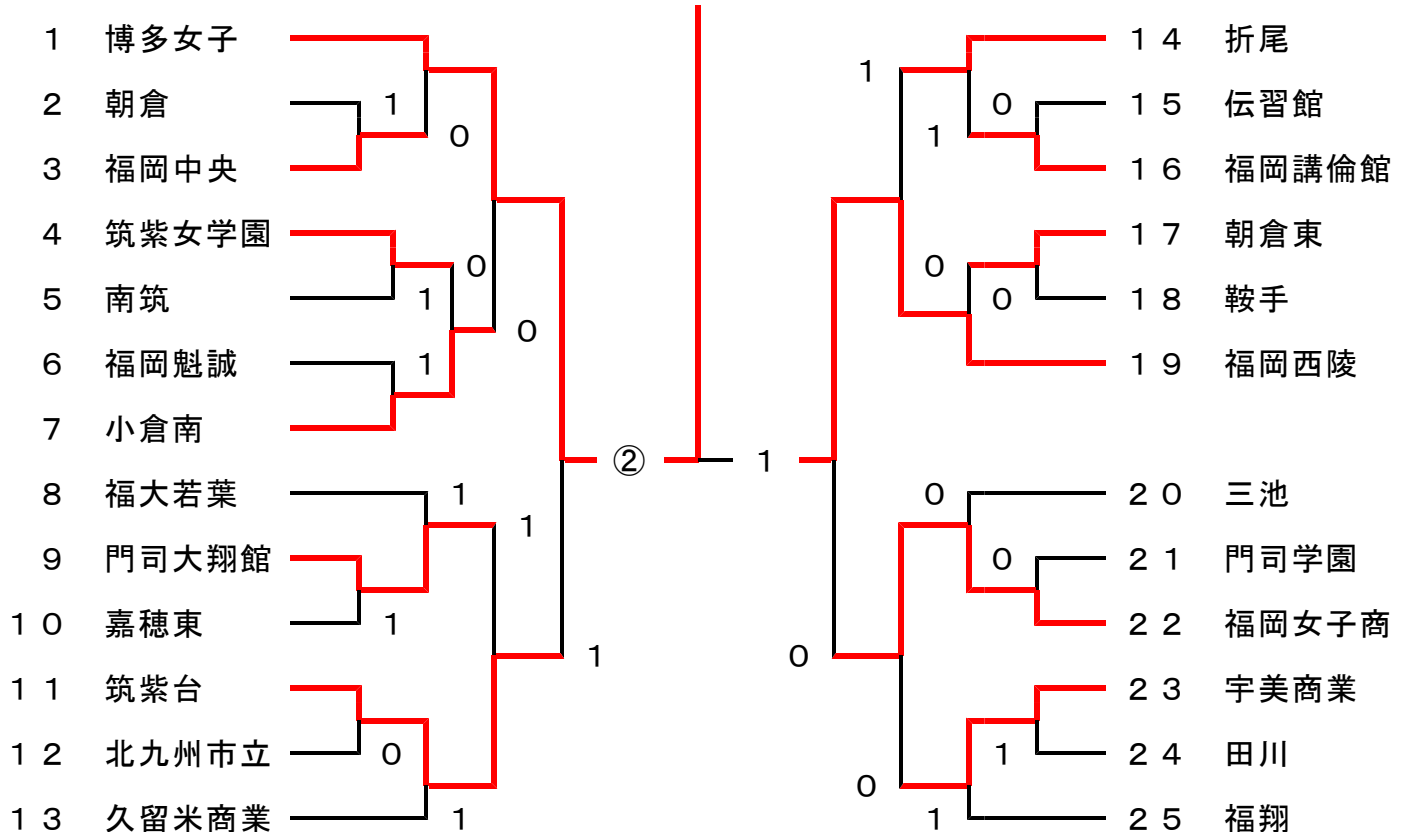 1 博多女子
2 朝倉
1
0
3 福岡中央
4 筑紫女学園
0
5 南筑
1
0
6 福岡魁誠
1
7 小倉南
8 福大若葉
1
1
9 門司大翔館
10 嘉穂東
1
1
11 筑紫台
12 北九州市立
0
13 久留米商業
1
② 1
14 折尾
1
15 伝習館
0
1
16 福岡講倫館
17 朝倉東
0
18 鞍手
0
19 福岡西陵
20 三池
0
21 門司学園
0
22 福岡女子商
0
23 宇美商業
24 田川
1
0
25 福翔
1